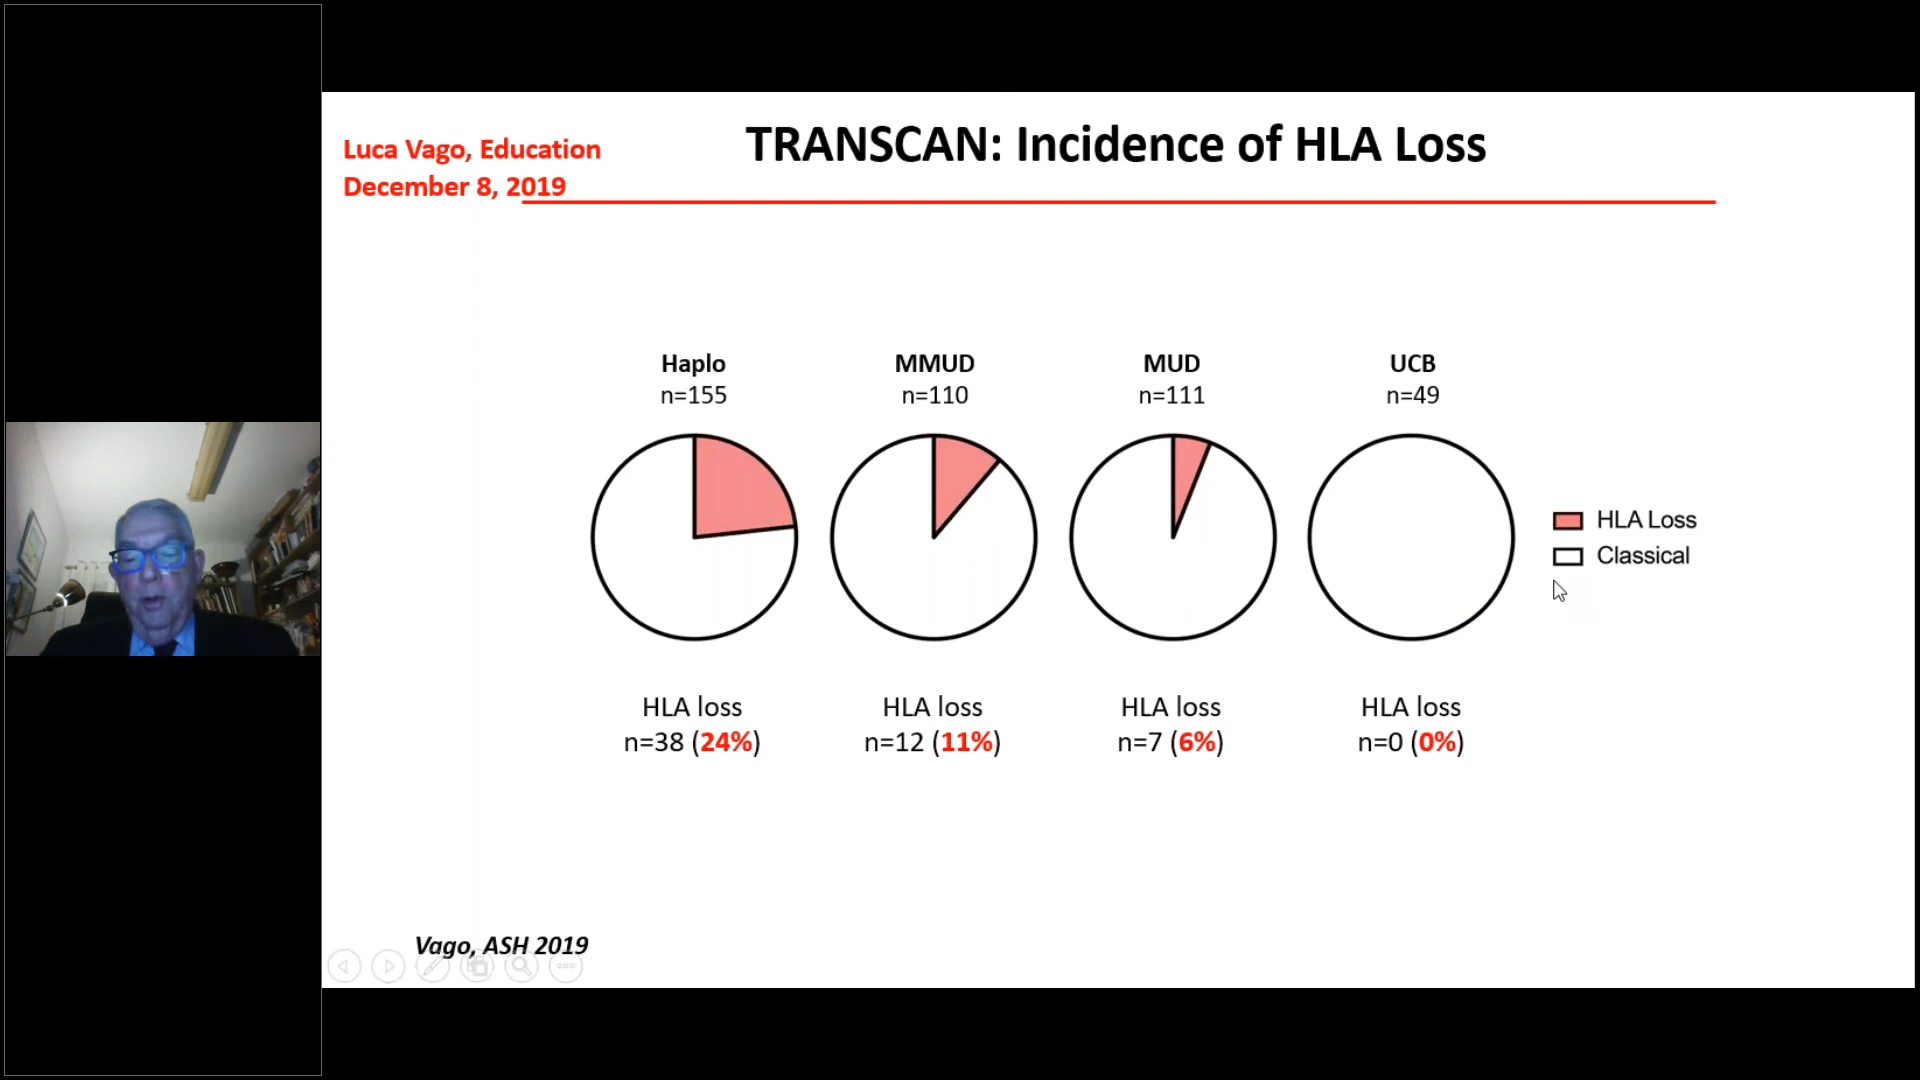 Luca Vago, Education
December 8, 2019
TRANSCAN: Incidence of HLA Loss
Haplo
n=155
MMUD
n=110
MUD
n=111
UCB
n=49
HLA Loss
Classical
HLA loss
n=38 (24%)
HLA loss
n=12 (11%)
HLA loss
n=7 (6%)
HLA loss
n=0 (0%)
Vago, ASH 2019